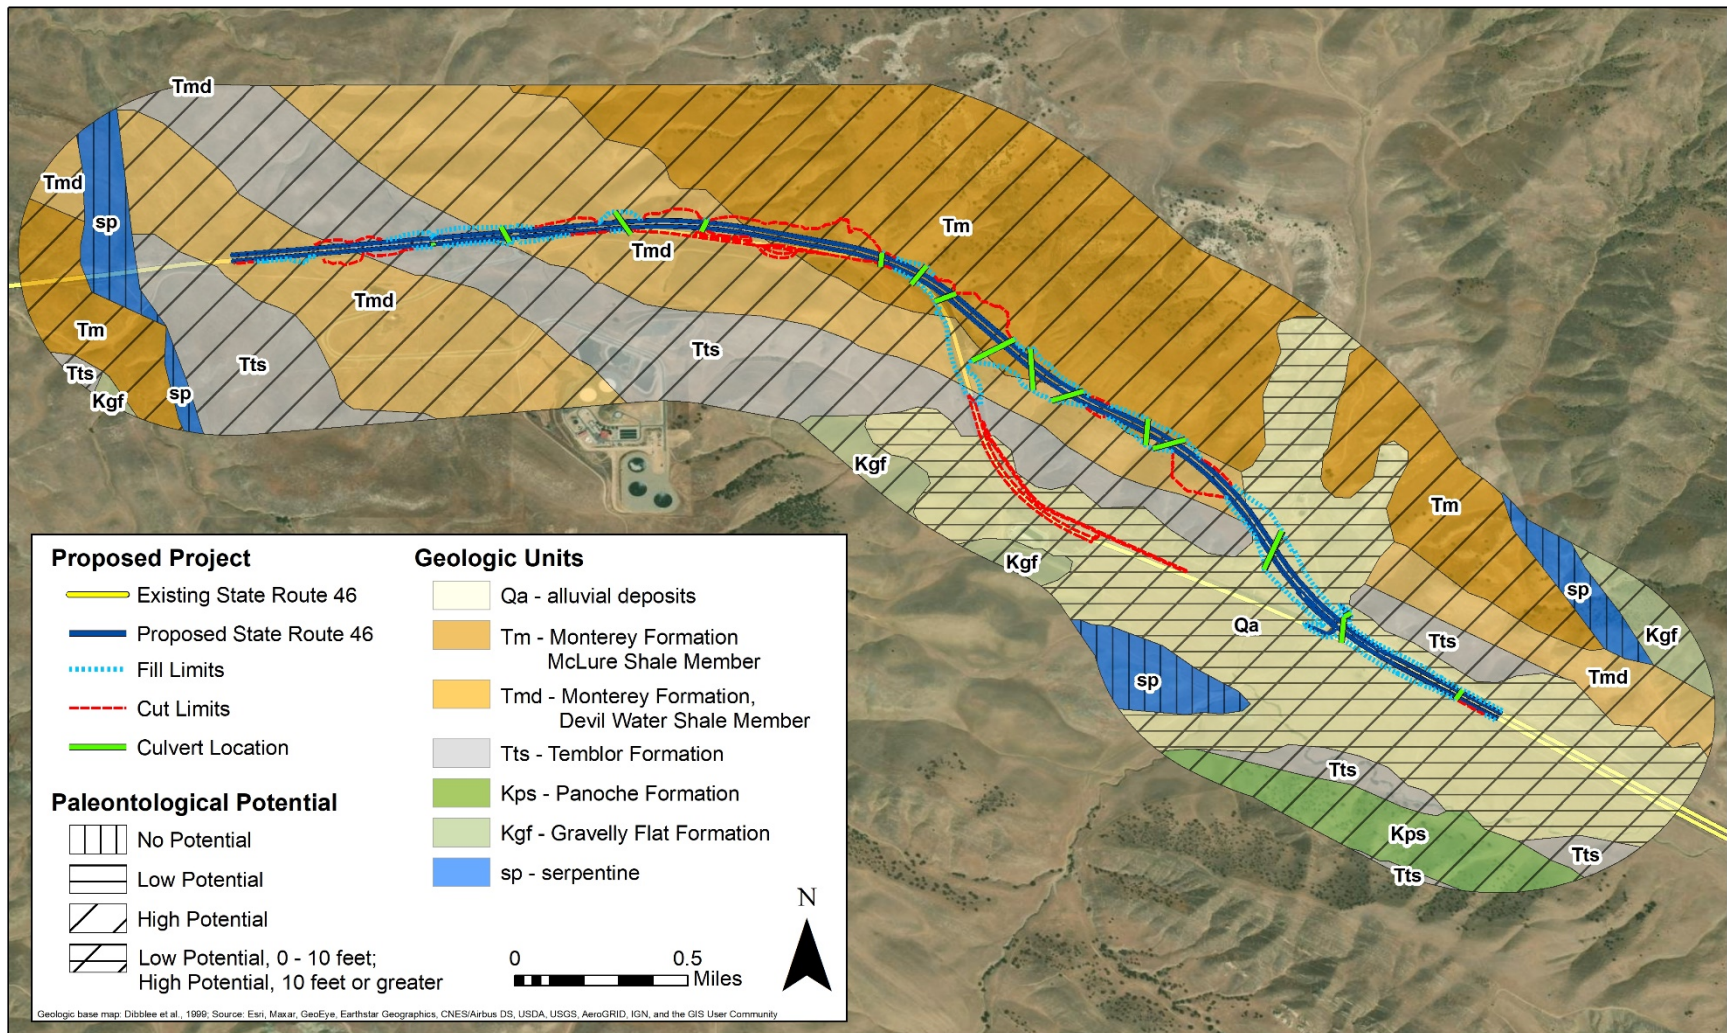 Tmd
Tmd
sp
Tm
Tmd
Tmd
Tm
Tts
Tts
Tts
sp
Kgf
Kgf
Tm
Kgf
sp
Qa
Tts
Kgf
sp
Tmd
Tts
Kps
Tts
Tts
Proposed Project
Existing State Route 46
Proposed State Route 46
Fill Limits
Cut Limits
Culvert Location
Paleontological Potential
No Potential
Low Potential
High Potential
Low Potential, 0 - 10 feet;
High Potential, 10 feet or greater
Geologic Units
Qa - alluvial deposits
Tm - Monterey Formation
McLure Shale Member
Tmd - Monterey Formation,
Devil Water Shale Member
Tts - Temblor Formation
Kps - Panoche Formation
Kgf - Gravelly Flat Formation
sp - serpentine
N
0 0.5
Miles
Geologic base map: Dibblee et al., 1999; Source: Esri, Maxar, GeoEye, Earthstar Geographics, CNES/Airbus DS, USDA, USGS, AeroGRID, IGN, and the GIS User Community